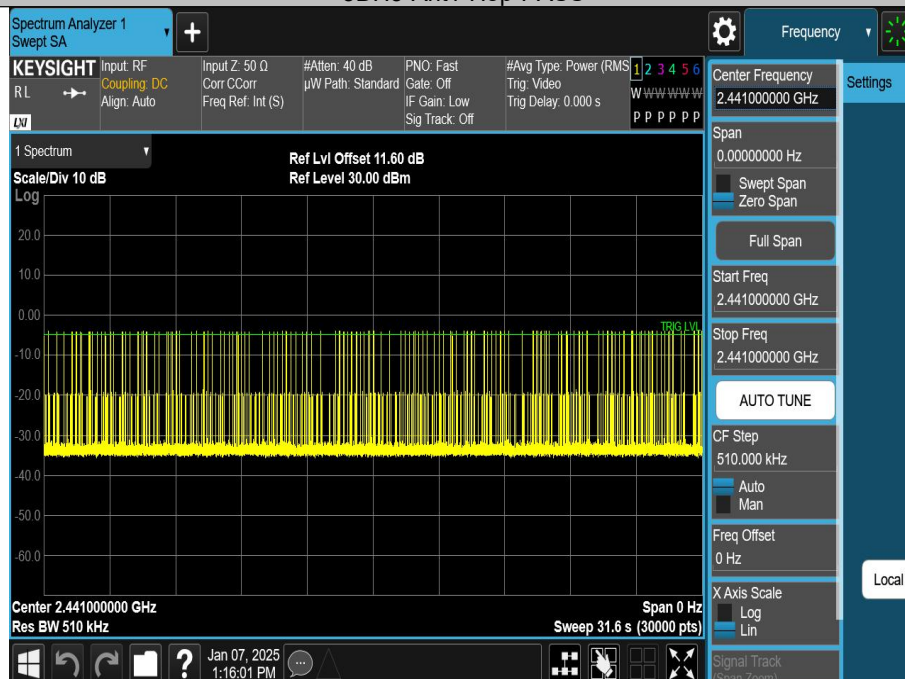 Spectrum Analyzer 1
Swept SA
+
Frequency
KEYSIGHT
RL
LXI
Input: RF
Coupling: DC
Align: Auto
Input Z: 50 Ω
Corr CCorr
Freq Ref: Int (S)
#Atten: 40 dB
µW Path: Standard
PNO: Fast
Gate: Off
IF Gain: Low
Sig Track: Off
#Avg Type: Power (RMS
Trig: Video
Trig Delay: 0.000 s
1 2 3 4 5 6
W W W W W W
P P P P P P
Center Frequency
2.441000000 GHz
Settings
Span
0.00000000 Hz
Swept Span
Zero Span
Full Span
Start Freq
2.441000000 GHz
Stop Freq
2.441000000 GHz
AUTO TUNE
CF Step
510.000 kHz
Auto
Man
Freq Offset
0 Hz
X Axis Scale
Log
Lin
Signal Track
(Span Zoom)
Local
1 Spectrum
Scale/Div 10 dB
Ref Lvl Offset 11.60 dB
Ref Level 30.00 dBm
Log
20.0
10.0
0.00
TRIG LVL
-10.0
-20.0
-30.0
-40.0
-50.0
-60.0
Center 2.441000000 GHz
Span 0 Hz
Res BW 510 kHz
Sweep 31.6 s (30000 pts)
?
Jan 07, 2025
1:16:01 PM